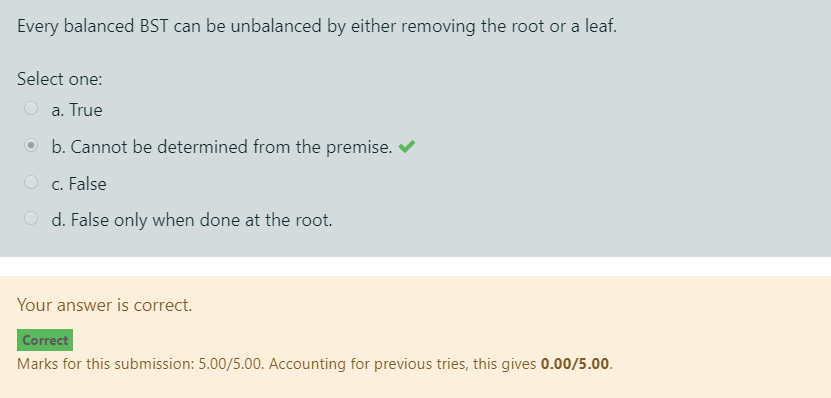 Every balanced BST can be unbalanced by either removing the root or a leaf.
Select one:
a. True
b. Cannot be determined from the premise.
c. False
d. False only when done at the root.
Your answer is correct.
Correct
Marks for this submission: 5.00/5.00. Accounting for previous tries, this gives 0.00/5.00.